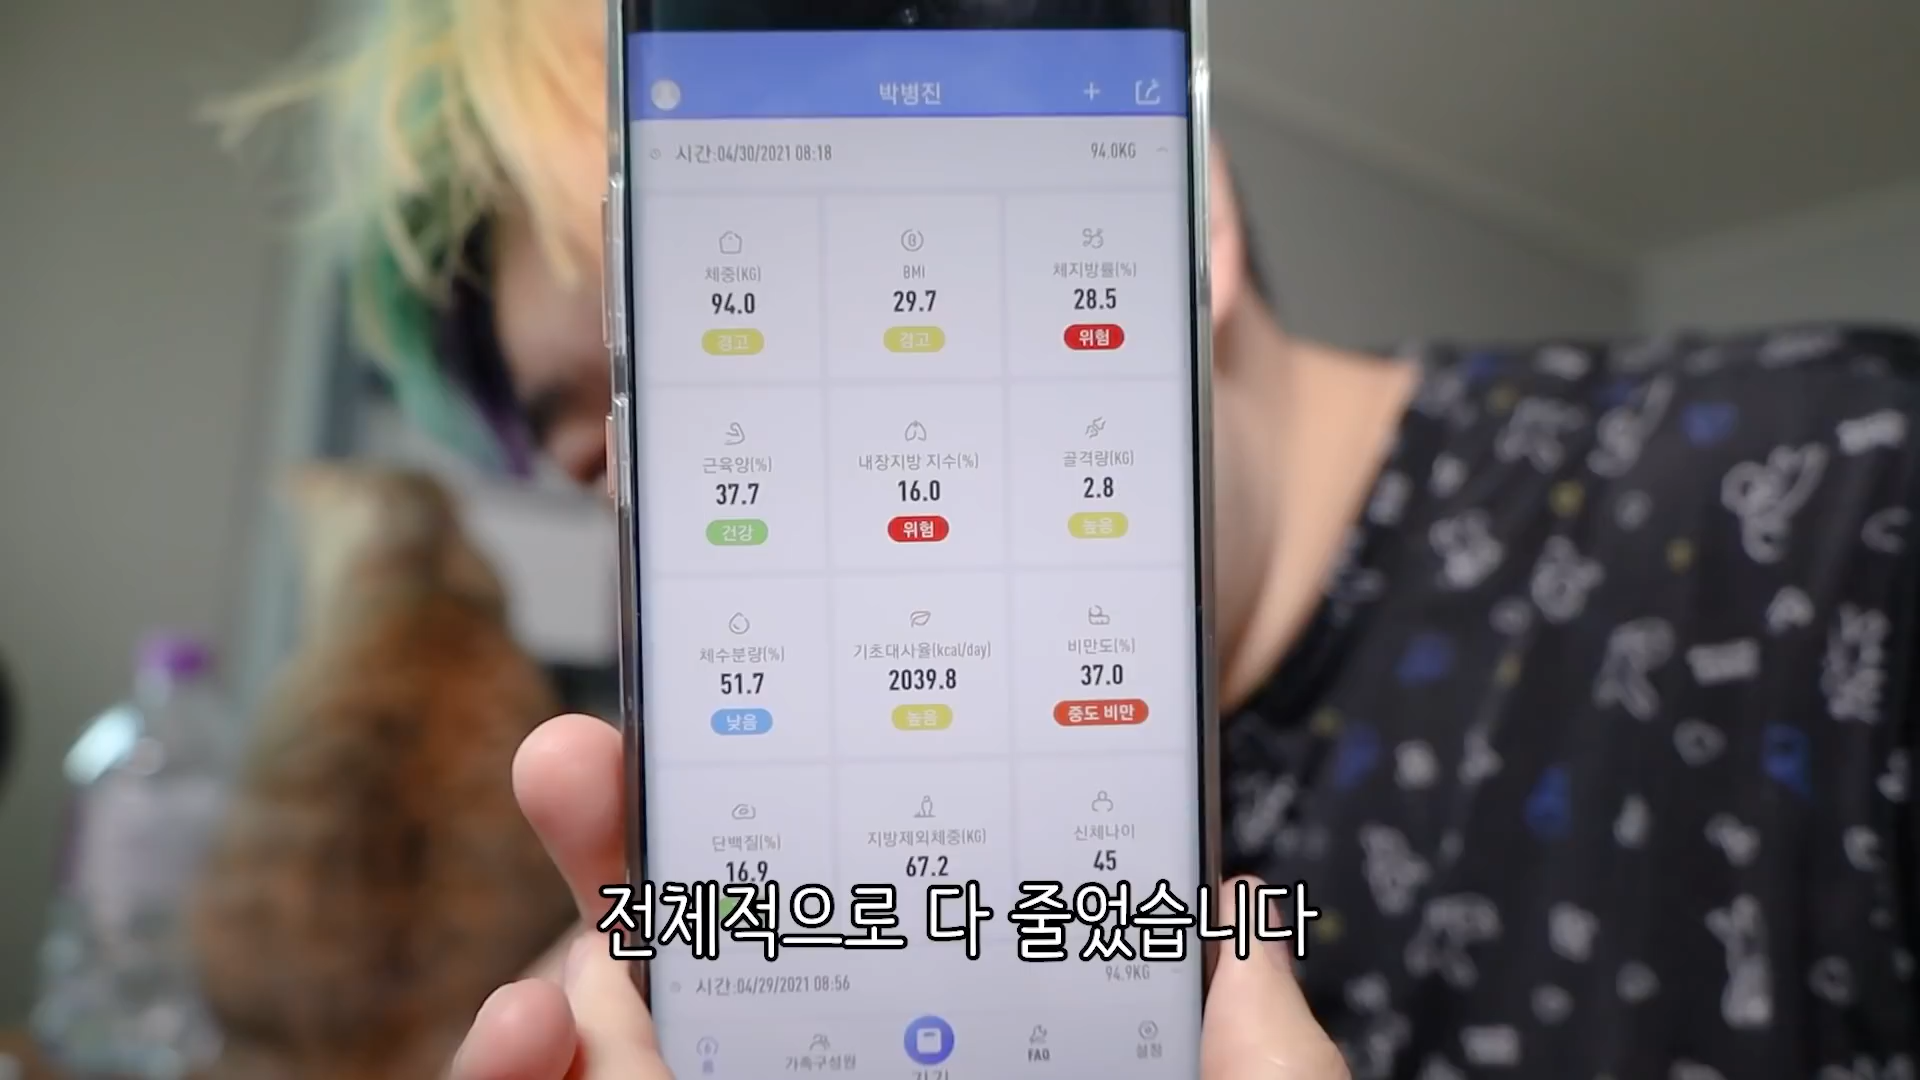 박병진
시간:04/30/2021 08:18
94.0KG
체중(KG)
94.0
경고
BMI
29.7
경고
체지방률(%)
28.5
위험
근육양(%)
37.7
건강
내장지방 지수(%)
16.0
위험
골격량(KG)
2.8
높음
체수분량(%)
51.7
낮음
기초대사율(kcal/day)
2039.8
높음
비만도(%)
37.0
중도 비만
단백질(%)
16.9
지방제외체중(KG)
67.2
신체나이
45
전체적으로 다 줄었습니다
시간:04/29/2021 08:56
94.9KG
홈
가족구성원
기기
FAQ
설정